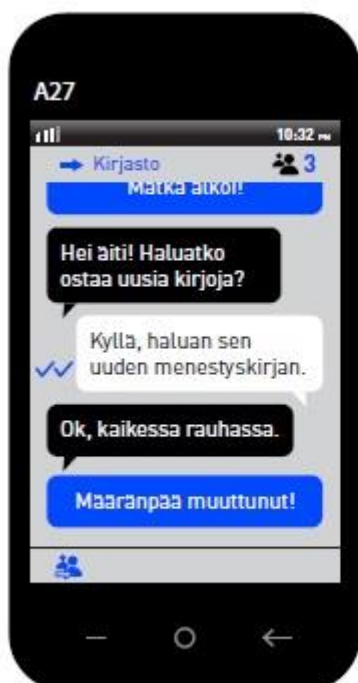 A27
10:32 PM
Kirjasto 3
Matka alkoi!
Hei äiti! Haluatko
ostaa uusia kirjoja?
Kyllä, haluan sen
uuden menestyskirjan.
Ok, kaikessa rauhassa.
Määränpää muuttunut!